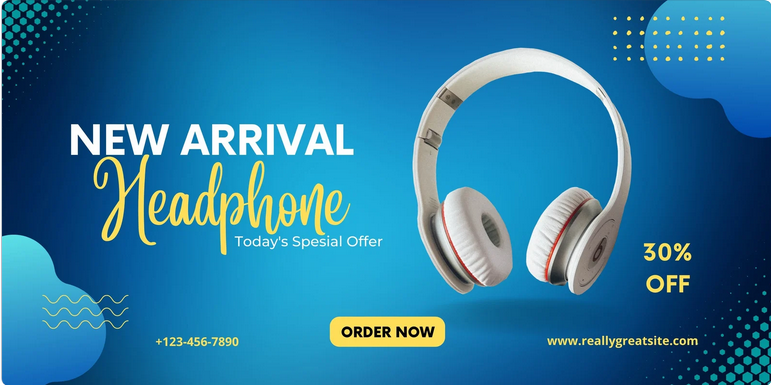 NEW ARRIVAL
Headphone
Today's Spesial Offer
30%
OFF
+123-456-7890
ORDER NOW
www.reallygreatsite.com